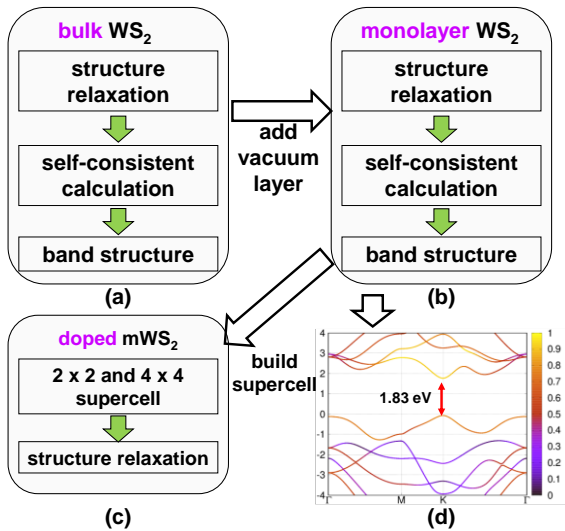 bulk WS2
structure
relaxation
self-consistent
calculation
band structure
(a)
add
vacuum
layer
monolayer WS2
structure
relaxation
self-consistent
calculation
band structure
(b)
doped mWS2
2 x 2 and 4 x 4
supercell
structure relaxation
(c)
build
supercell
4
3
2
1
0
-1
-2
-3
-4
1.83 eV
Γ M K Γ
1
0.9
0.8
0.7
0.6
0.5
0.4
0.3
0.2
0.1
0
(d)